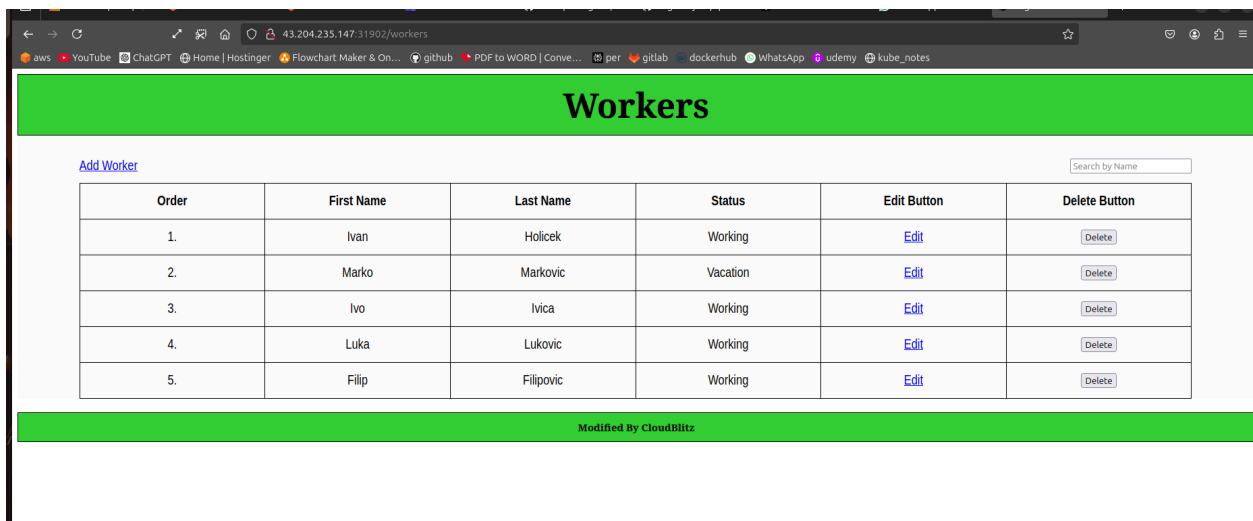 43.204.235.147:31902/workers
aws YouTube ChatGPT Home | Hostinger Flowchart Maker & On... github PDF to WORD | Conve... per gitlab dockerhub WhatsApp udemy kube_notes
Workers
Add Worker Search by Name
Order First Name Last Name Status Edit Button Delete Button
1. Ivan Holicek Working Edit Delete
2. Marko Markovic Vacation Edit Delete
3. Ivo Ivica Working Edit Delete
4. Luka Lukovic Working Edit Delete
5. Filip Filipovic Working Edit Delete
Modified By CloudBlitz